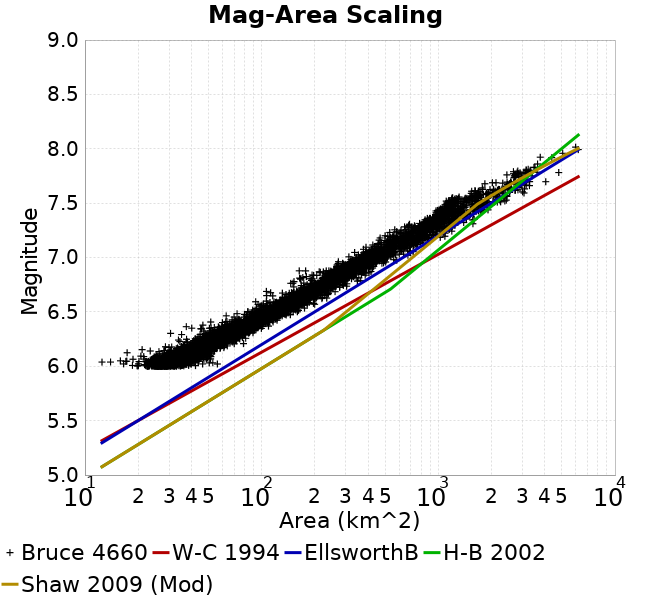 Mag-Area Scaling
9.0
8.5
8.0
7.5
7.0
6.5
6.0
5.5
5.0
Magnitude
10^1 2 3 4 5 10^2 2 3 4 5 10^3 2 3 4 5 10^4
Area (km^2)
+ Bruce 4660 W-C 1994 EllsworthB H-B 2002
Shaw 2009 (Mod)